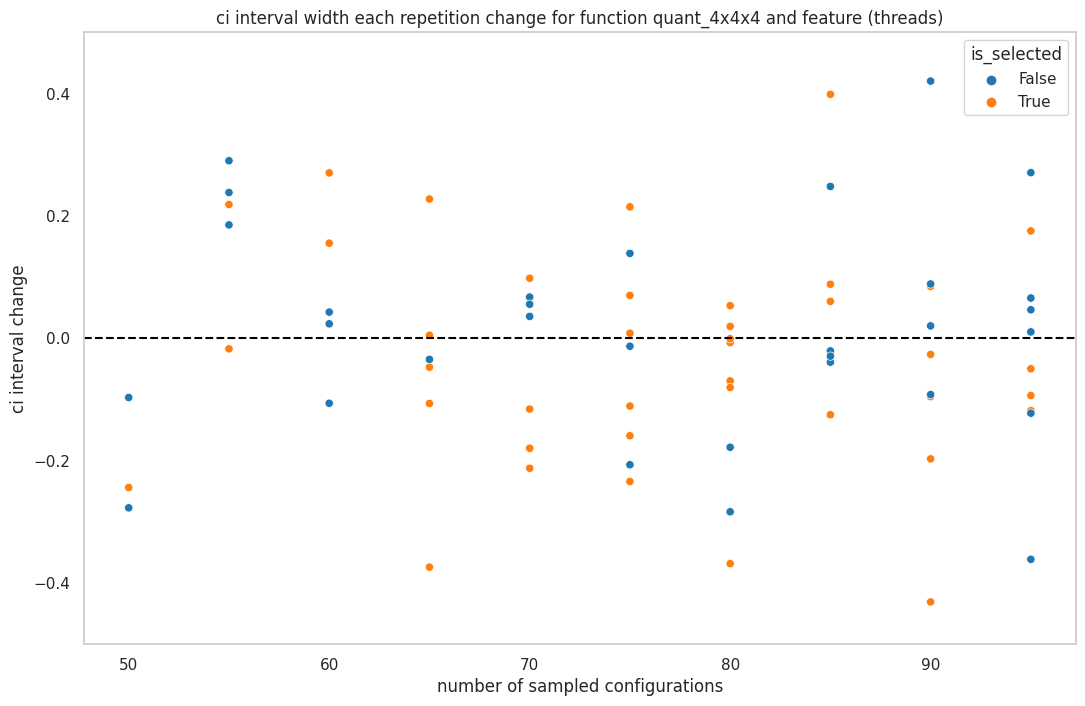 ci interval width each repetition change for function quant_4x4x4 and feature (threads)
is_selected
False
True
ci interval change
0.4
0.2
0.0
−0.2
−0.4
50
60
70
80
90
number of sampled configurations